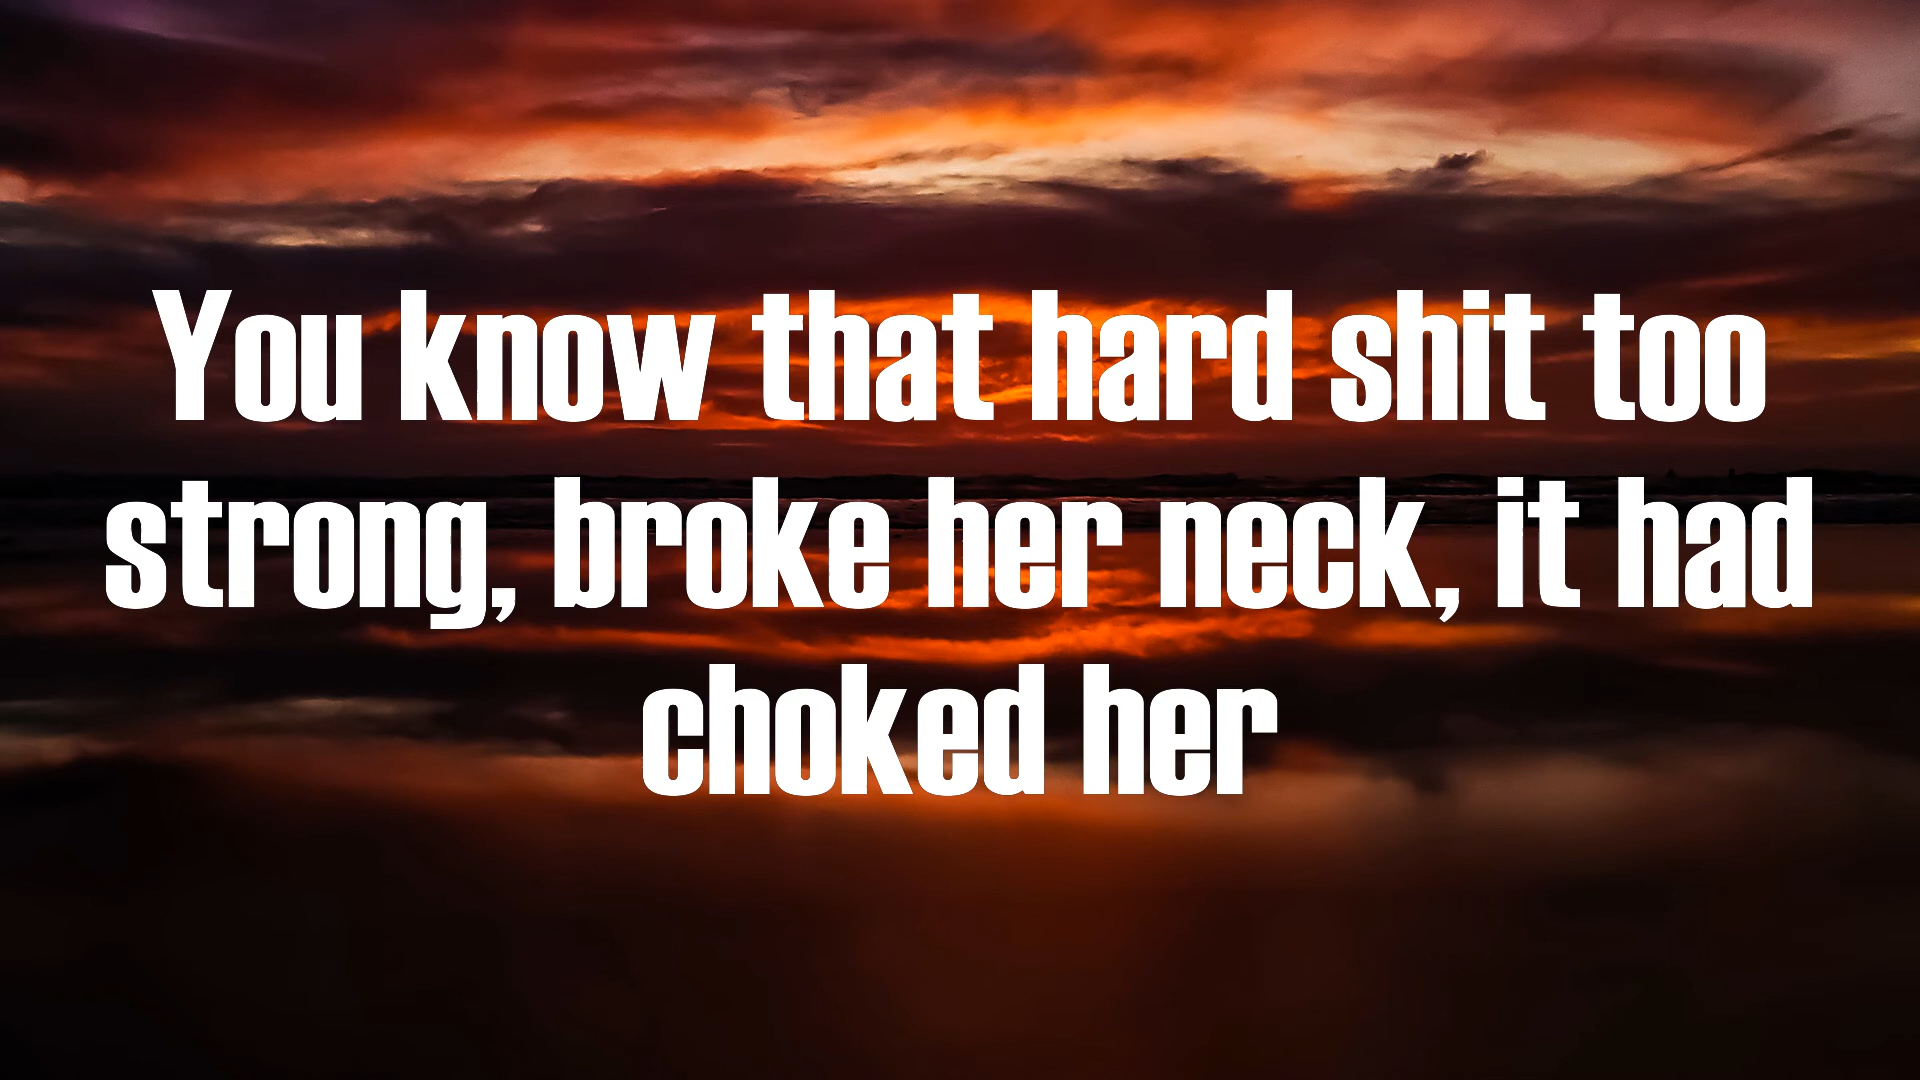 You know that hard shit too
strong, broke her neck, it had
choked her